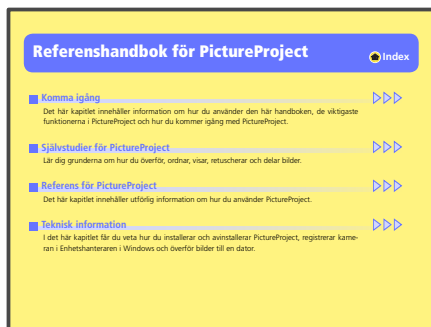 Referenshandbok för PictureProject
Index
Komma igång
Det här kapitlet innehåller information om hur du använder den här handboken, de viktigaste
funktionerna i PictureProject och hur du kommer igång med PictureProject.
Självstudier för PictureProject
Lär dig grunderna om hur du överför, ordnar, visar, retuscherar och delar bilder.
Referens för PictureProject
Det här kapitlet innehåller utförlig information om hur du använder PictureProject.
Teknisk information
I det här kapitlet får du veta hur du installerar och avinstallerar PictureProject, registrerar kame-
ran i Enhetshanteraren i Windows och överför bilder till en dator.